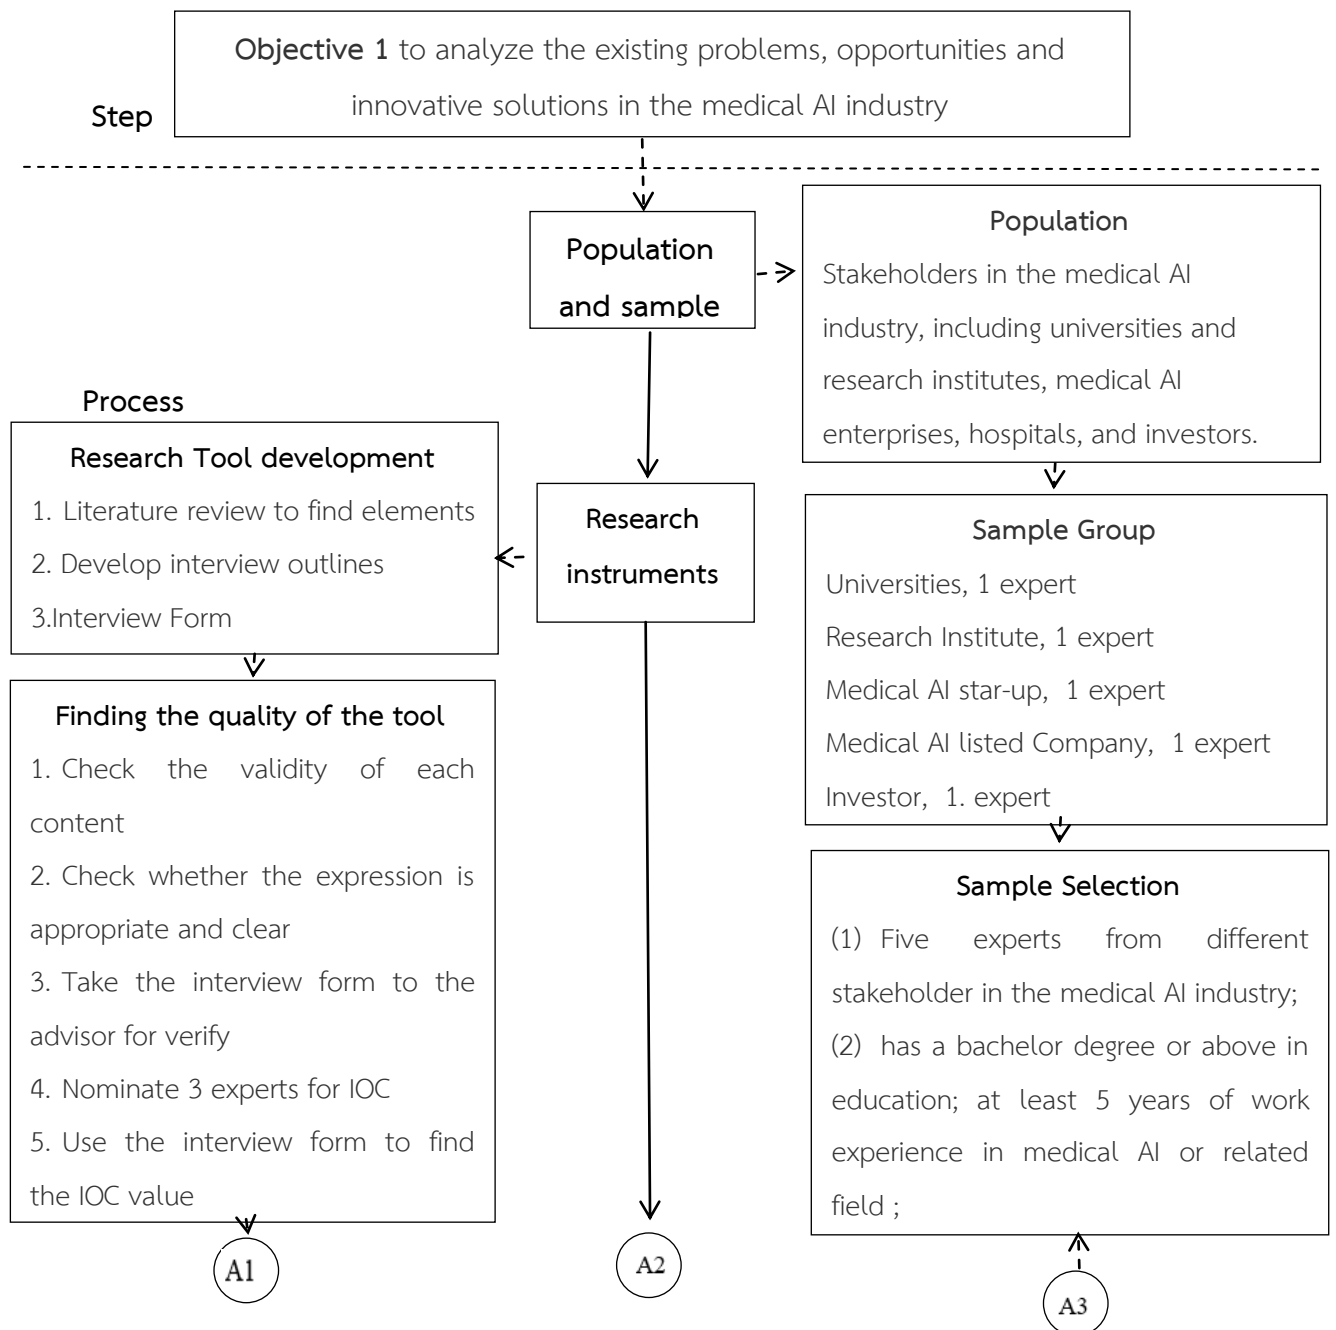 Objective 1 to analyze the existing problems, opportunities and
innovative solutions in the medical AI industry
Step
Population
and sample
Population
Stakeholders in the medical AI
industry, including universities and
research institutes, medical AI
enterprises, hospitals, and investors.
Process
Research Tool development
1. Literature review to find elements
2. Develop interview outlines
3.Interview Form
Research
instruments
Sample Group
Universities, 1 expert
Research Institute, 1 expert
Medical AI star-up, 1 expert
Medical AI listed Company, 1 expert
Investor, 1. expert
Finding the quality of the tool
1. Check the validity of each
content
2. Check whether the expression is
appropriate and clear
3. Take the interview form to the
advisor for verify
4. Nominate 3 experts for IOC
5. Use the interview form to find
the IOC value
Sample Selection
(1) Five experts from different
stakeholder in the medical AI industry;
(2) has a bachelor degree or above in
education; at least 5 years of work
experience in medical AI or related
field ;
A1
A2
A3